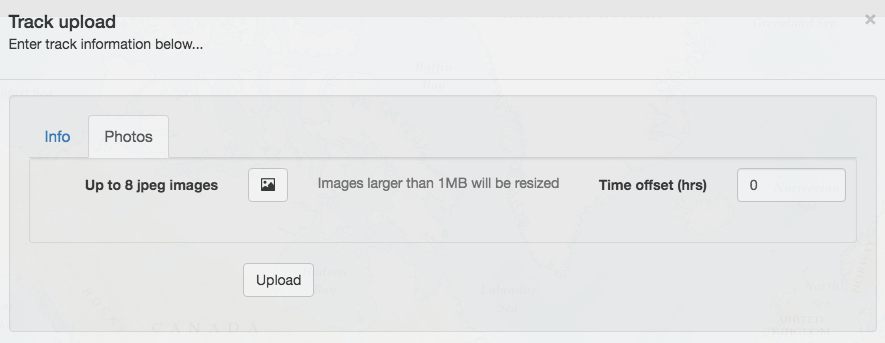 Track upload
×
Enter track information below...
Info
Photos
Up to 8 jpeg images
Images larger than 1MB will be resized
Time offset (hrs)
0
Upload
CANADA